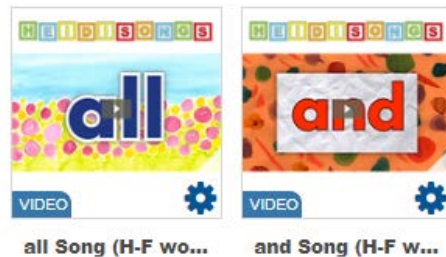 HEIDISONGS
all
VIDEO
all Song (H-F wo...
HEIDISONGS
and
VIDEO
and Song (H-F w...